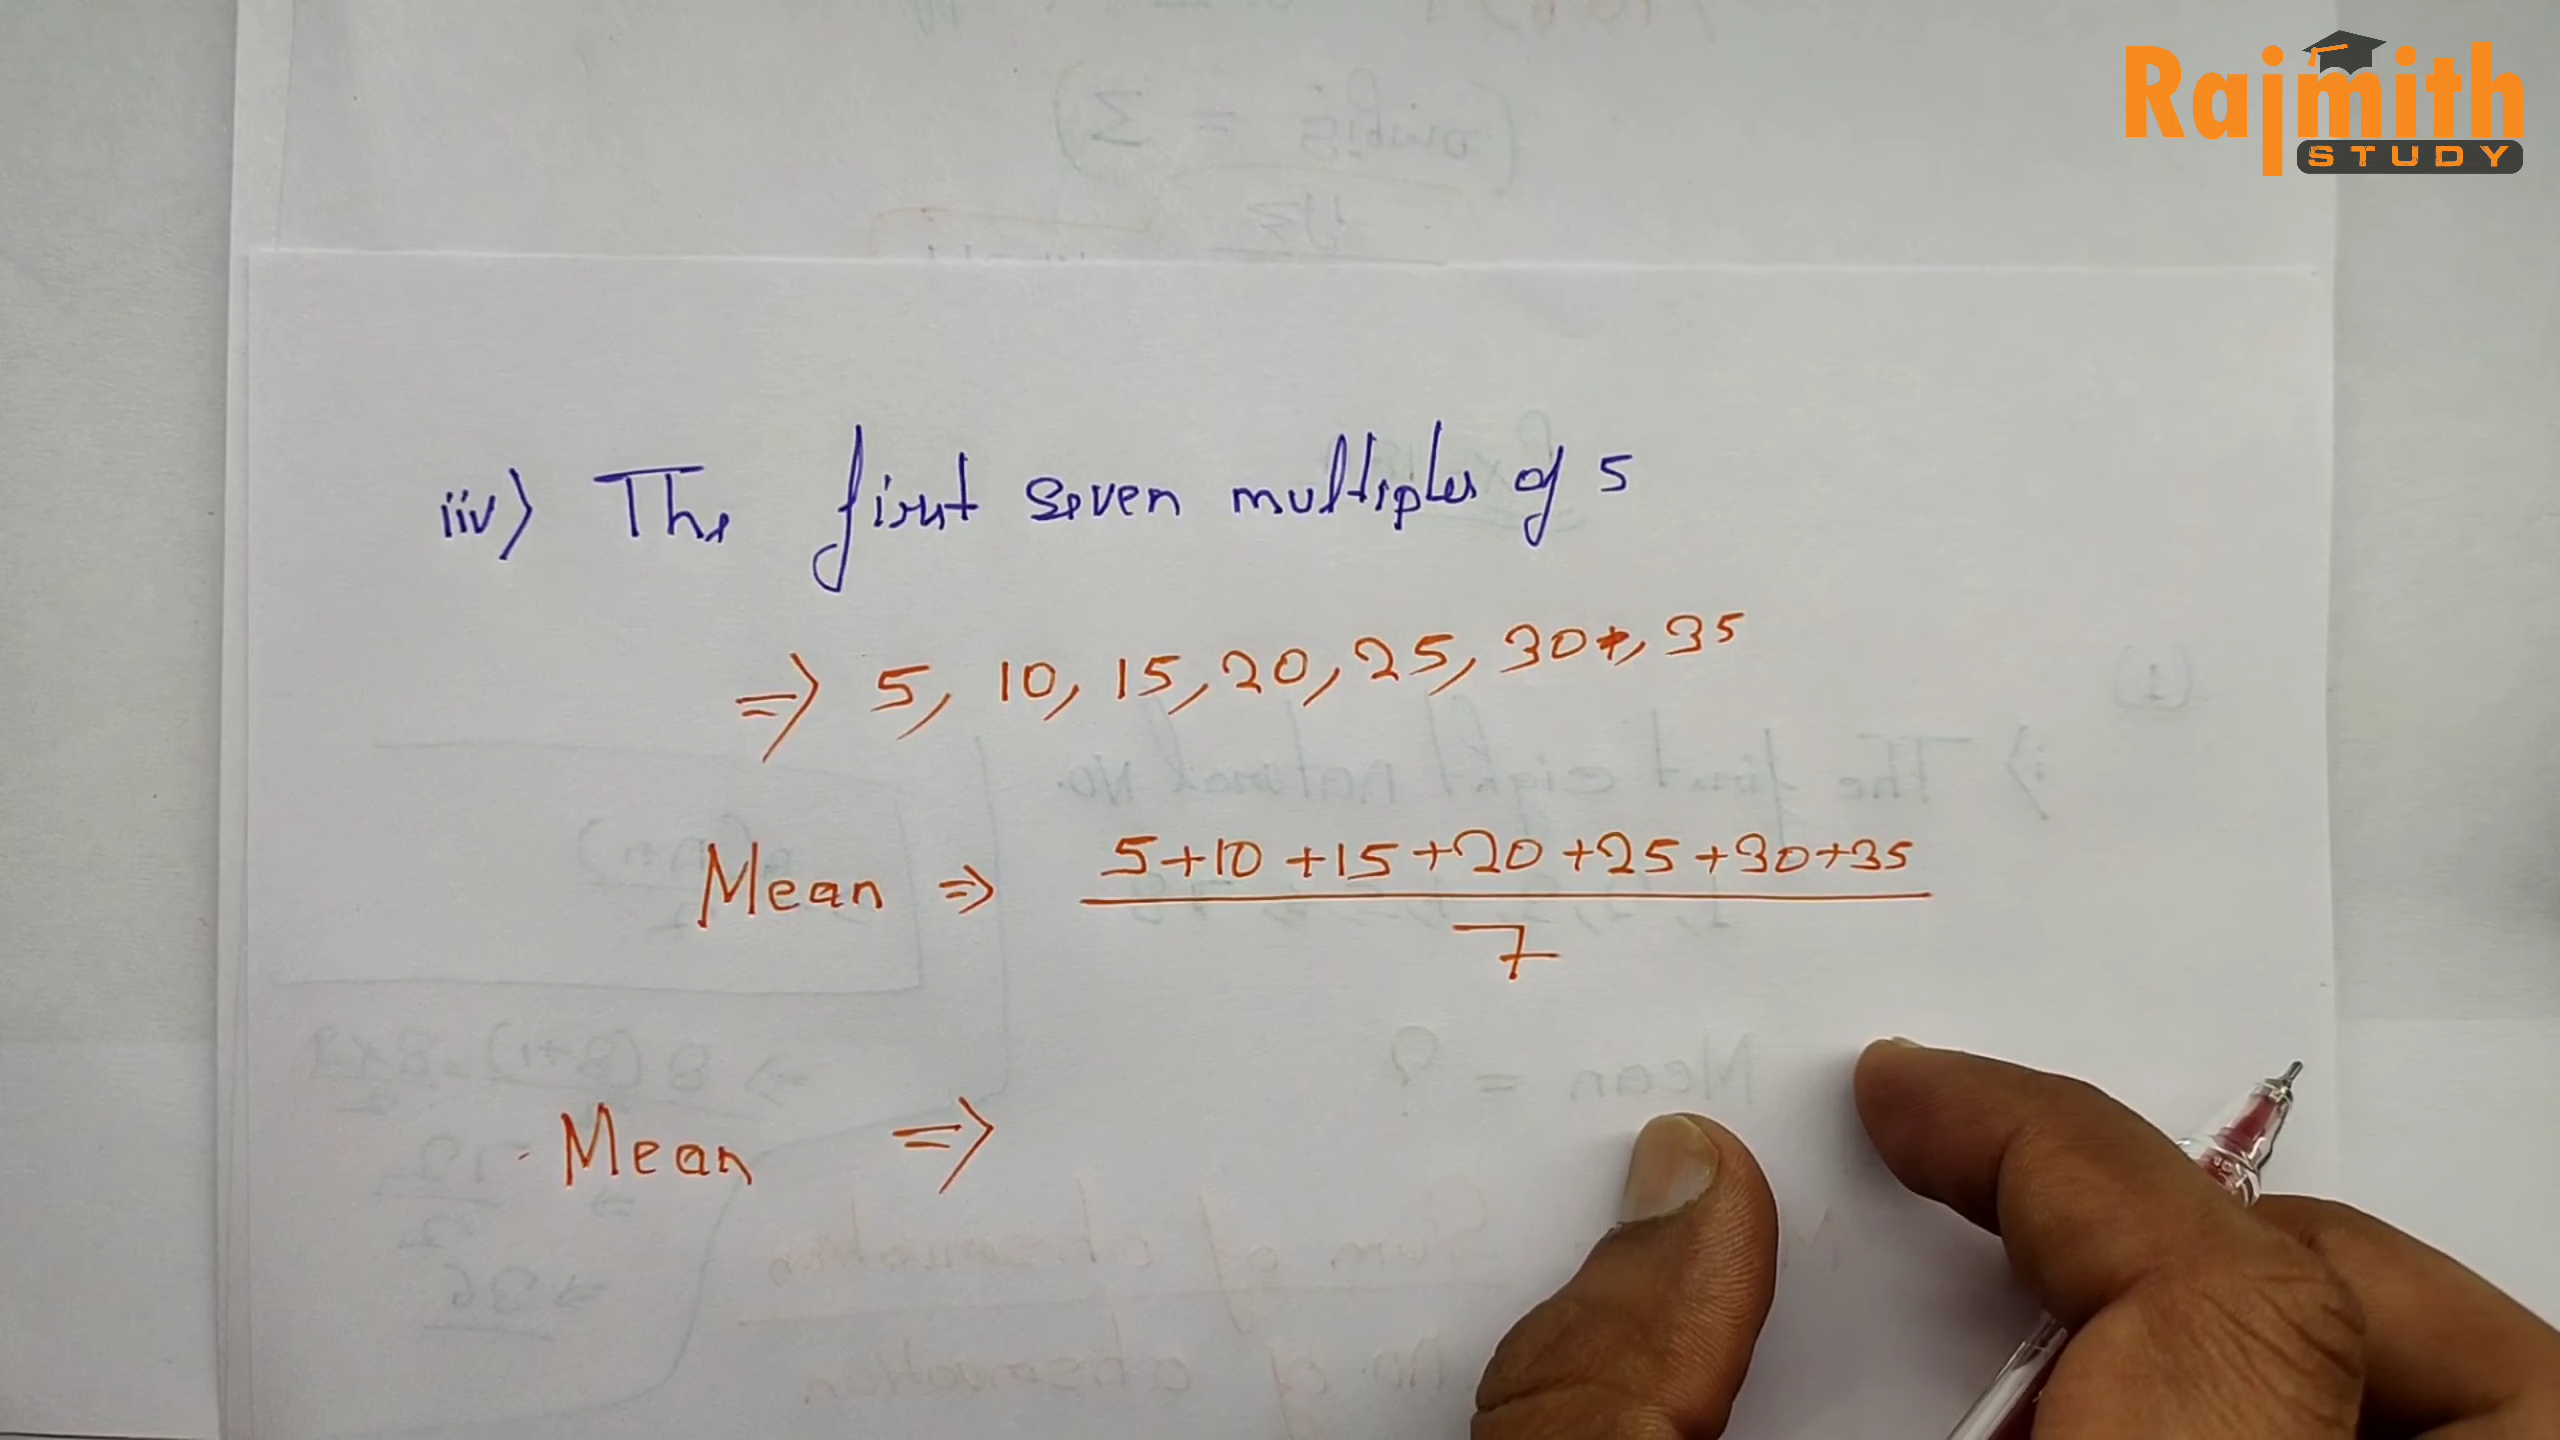 Rajmith
STUDY
iiv) The first seven multiples of 5
⇒ 5, 10, 15, 20, 25, 30, 35
Mean ⇒ 5+10+15+20+25+30+35
7
Mean ⇒